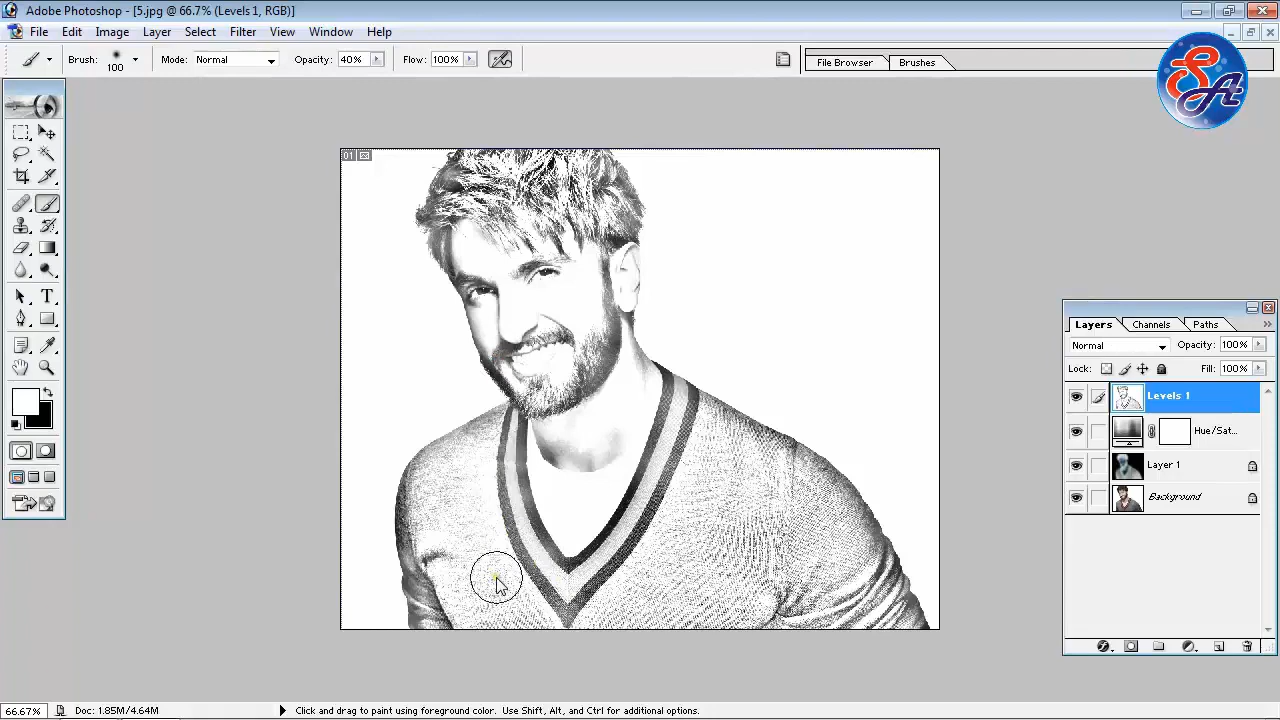 Adobe Photoshop - [5.jpg @ 66.7% (Levels 1, RGB)]
File Edit Image Layer Select Filter View Window Help
Brush: 100 Mode: Normal Opacity: 40% Flow: 100% File Browser Brushes
SA
01
Layers Channels Paths
Normal Opacity: 100%
Lock: Fill: 100%
Levels 1
Hue/Sat...
Layer 1
Background
66.67% Doc: 1.85M/4.64M Click and drag to paint using foreground color. Use Shift, Alt, and Ctrl for additional options.